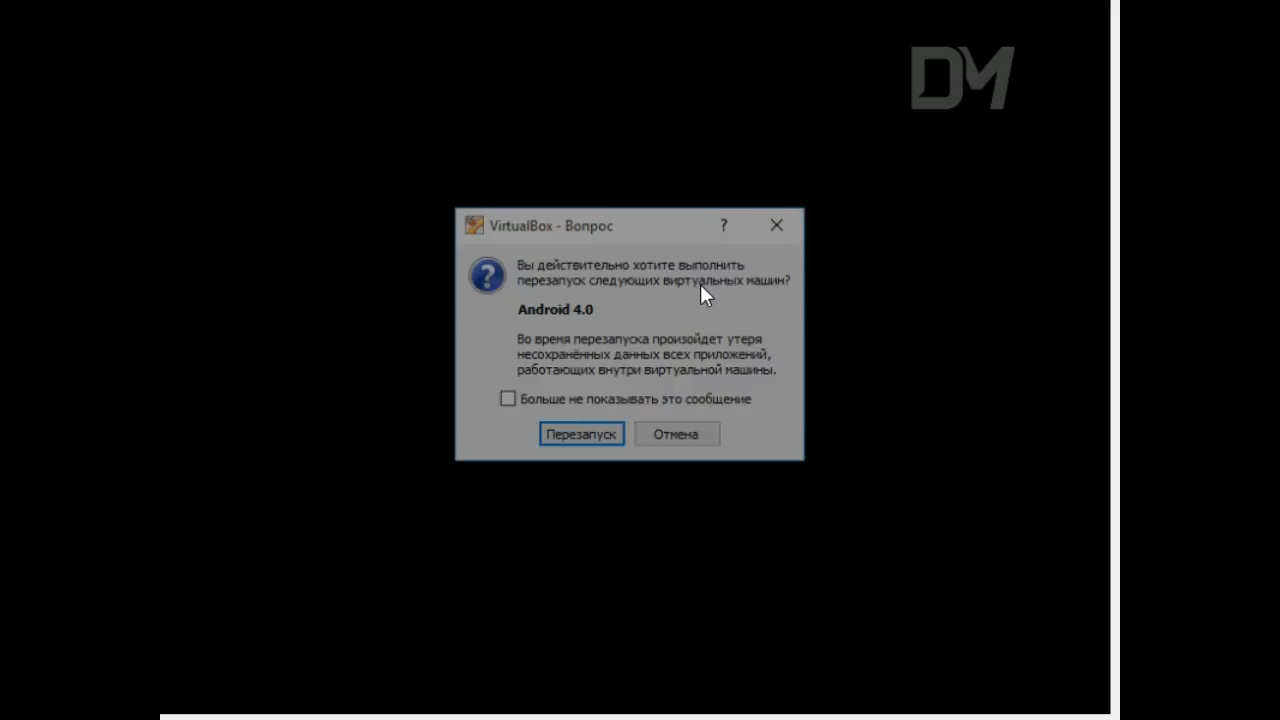 DM
VirtualBox - Вопрос
Вы действительно хотите выполнить
перезапуск следующих виртуальных машин?
Android 4.0
Во время перезапуска произойдет утеря
несохранённых данных всех приложений,
работающих внутри виртуальной машины.
Больше не показывать это сообщение
Перезапуск Отмена